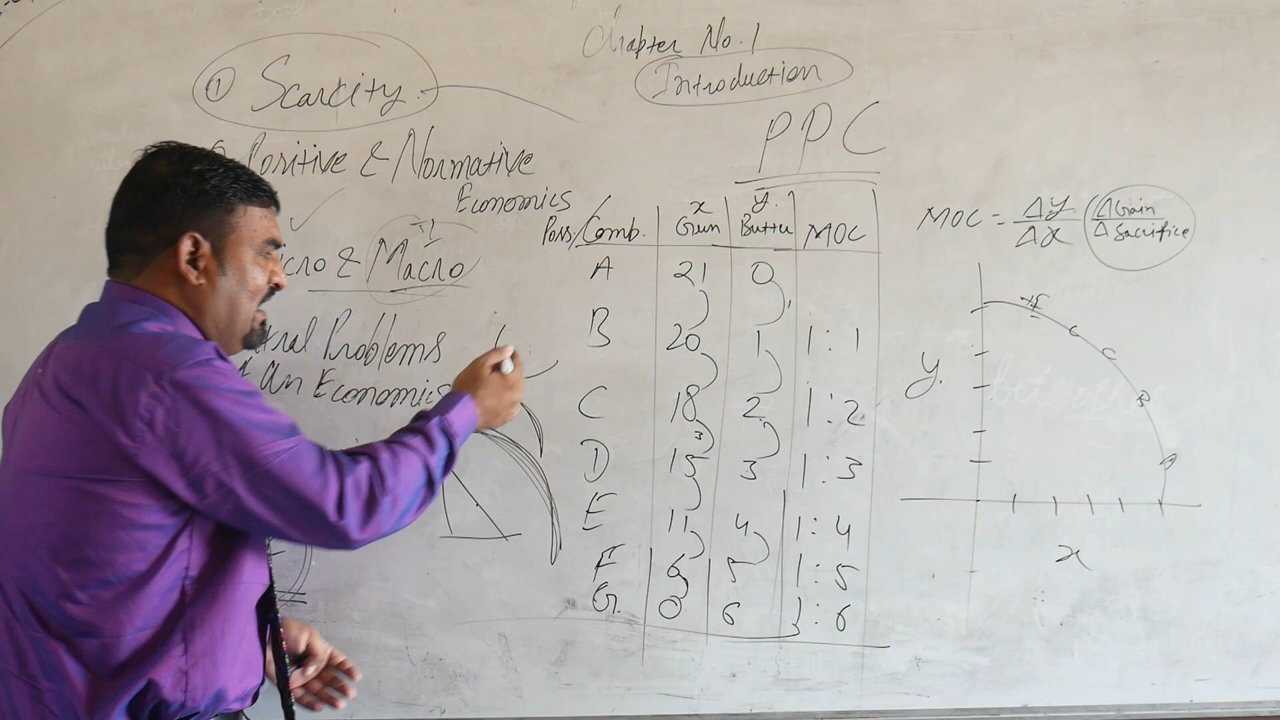 Chapter No. 1
Introduction
① Scarcity
PPC
Positive & Normative
Economics
& Macro
Problems
An Economics
Poss/Comb. x Gun y. Butter MOC
A 21 0
B 20 1 1:1
C 18 2 1:2
D 15 3 1:3
E 11 4 1:4
F 6 5 1:5
G. 0 6 1:6
MOC = Δy/Δx (ΔGain/ΔSacrifice)
C
C
B
A
y.
x